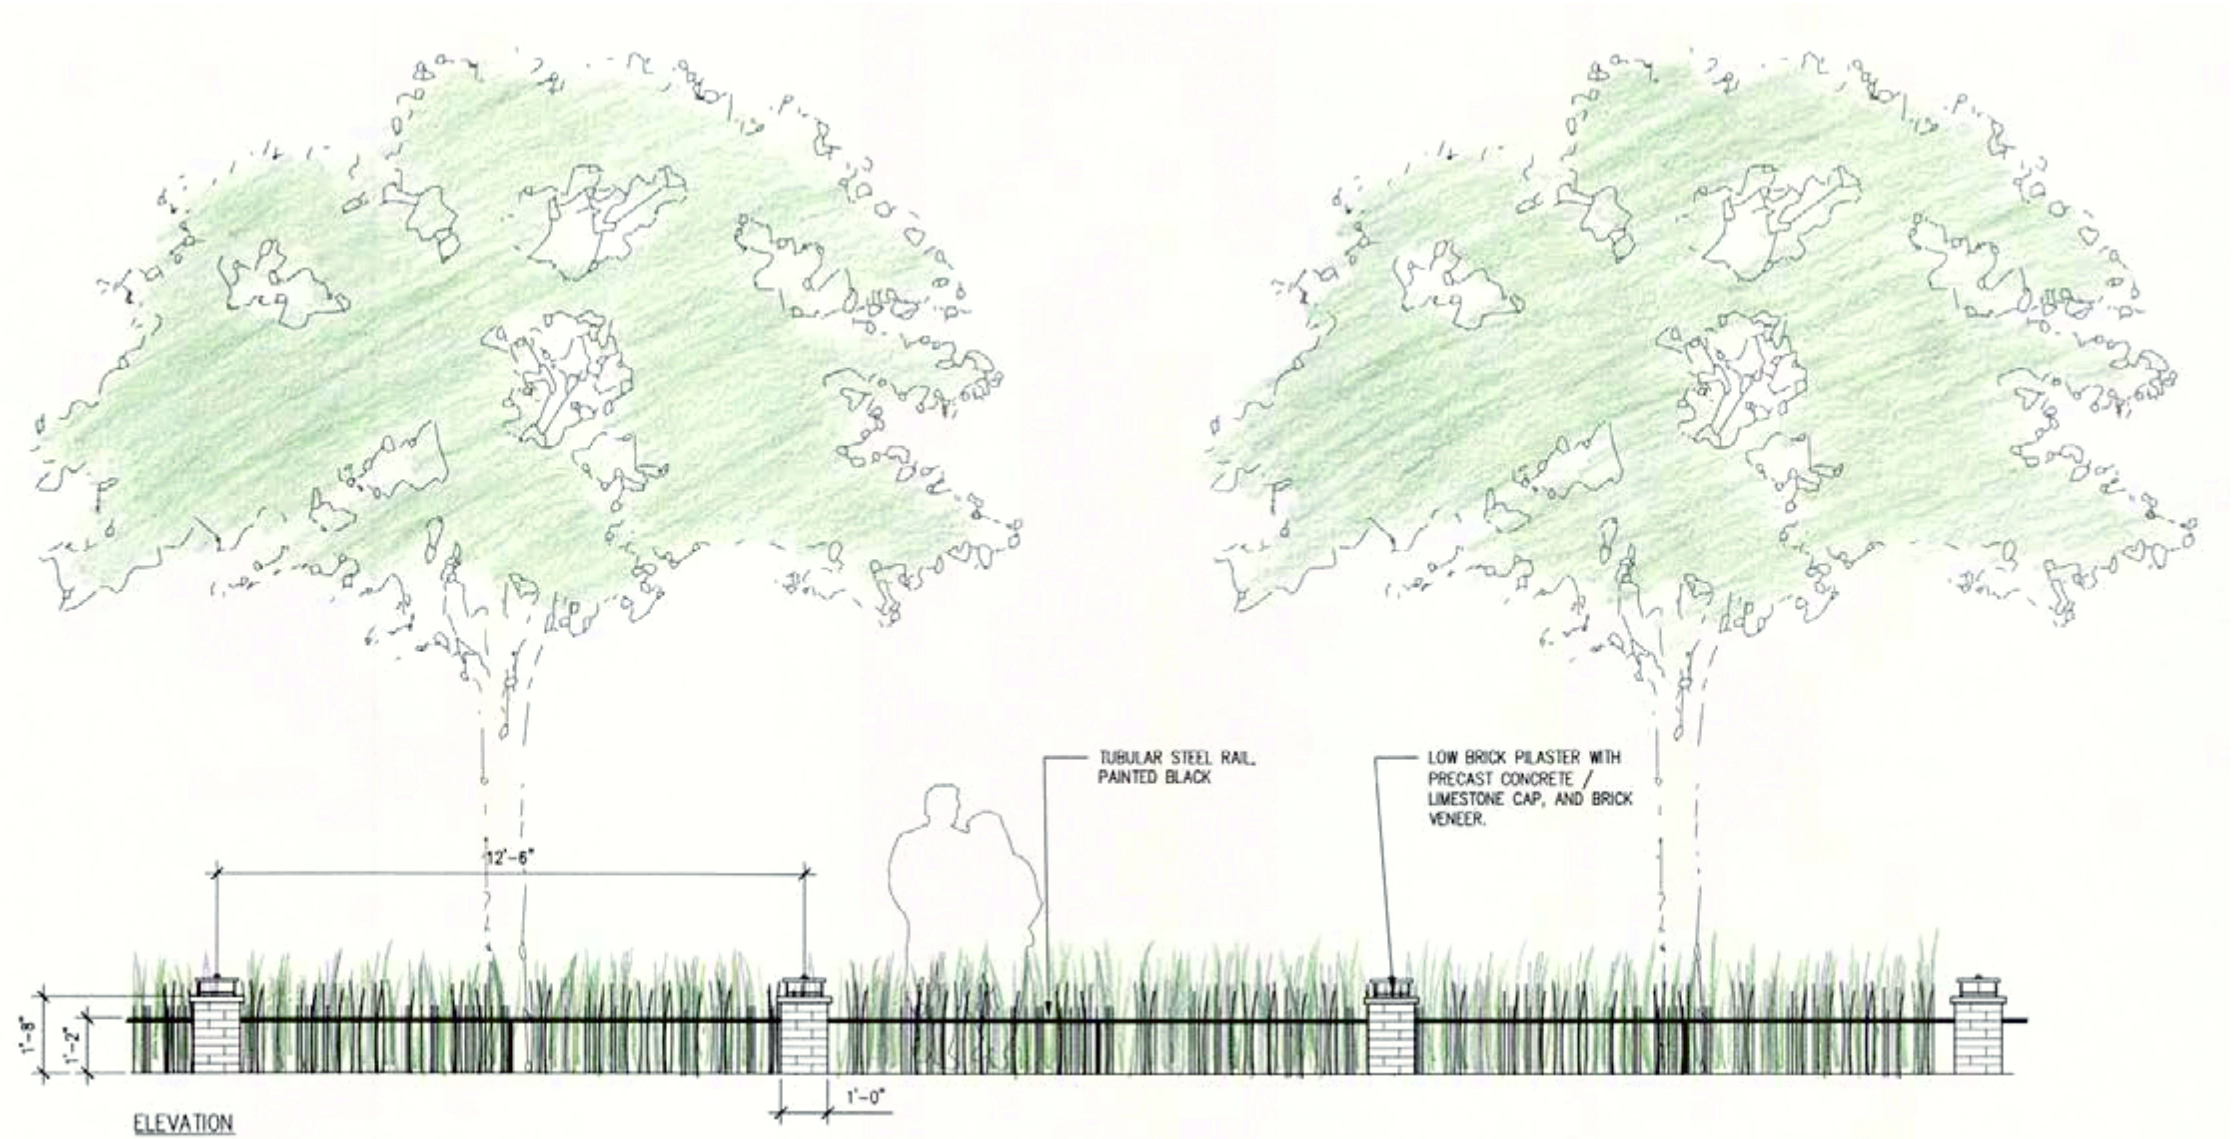 TUBULAR STEEL RAIL,
PAINTED BLACK
LOW BRICK PILASTER WITH
PRECAST CONCRETE /
LIMESTONE CAP, AND BRICK
VENEER.
12'-6"
1'-8"
1'-2"
1'-0"
ELEVATION